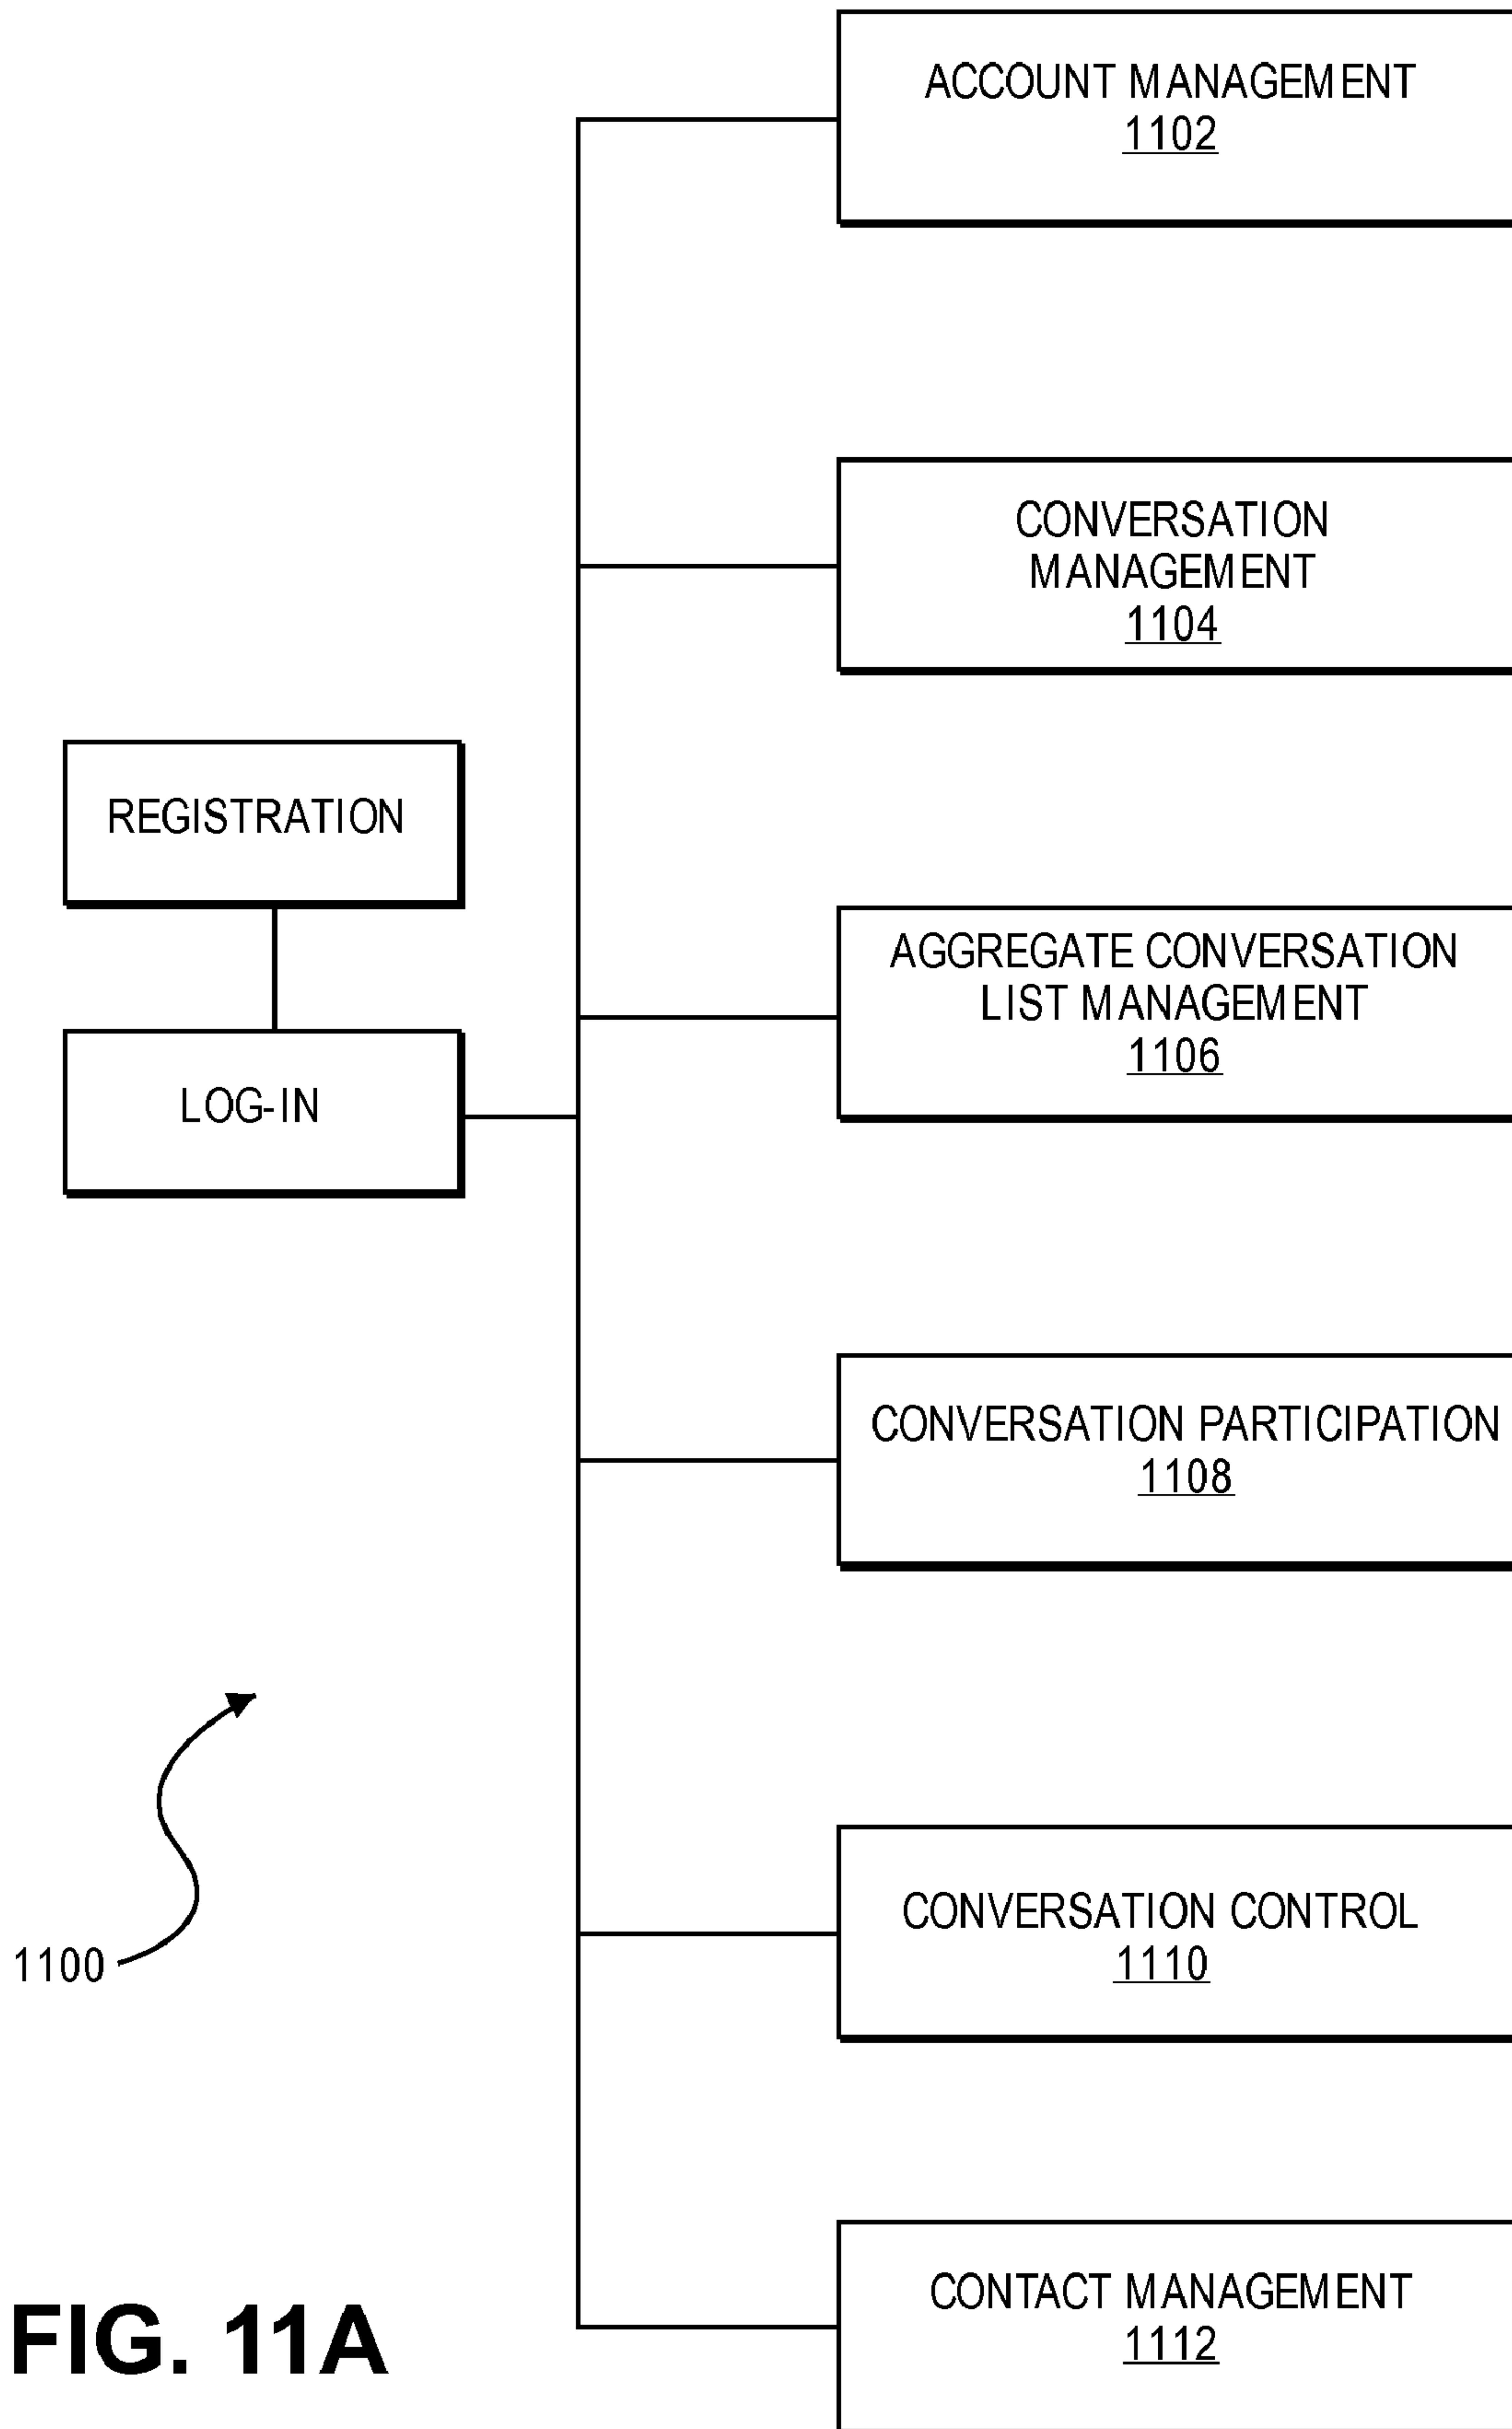 ACCOUNT MANAGEMENT
1102
CONVERSATION
MANAGEMENT
1104
REGISTRATION
AGGREGATE CONVERSATION
LIST MANAGEMENT
1106
LOG-IN
CONVERSATION PARTICIPATION
1108
CONVERSATION CONTROL
1110
1100
CONTACT MANAGEMENT
1112
FIG. 11A